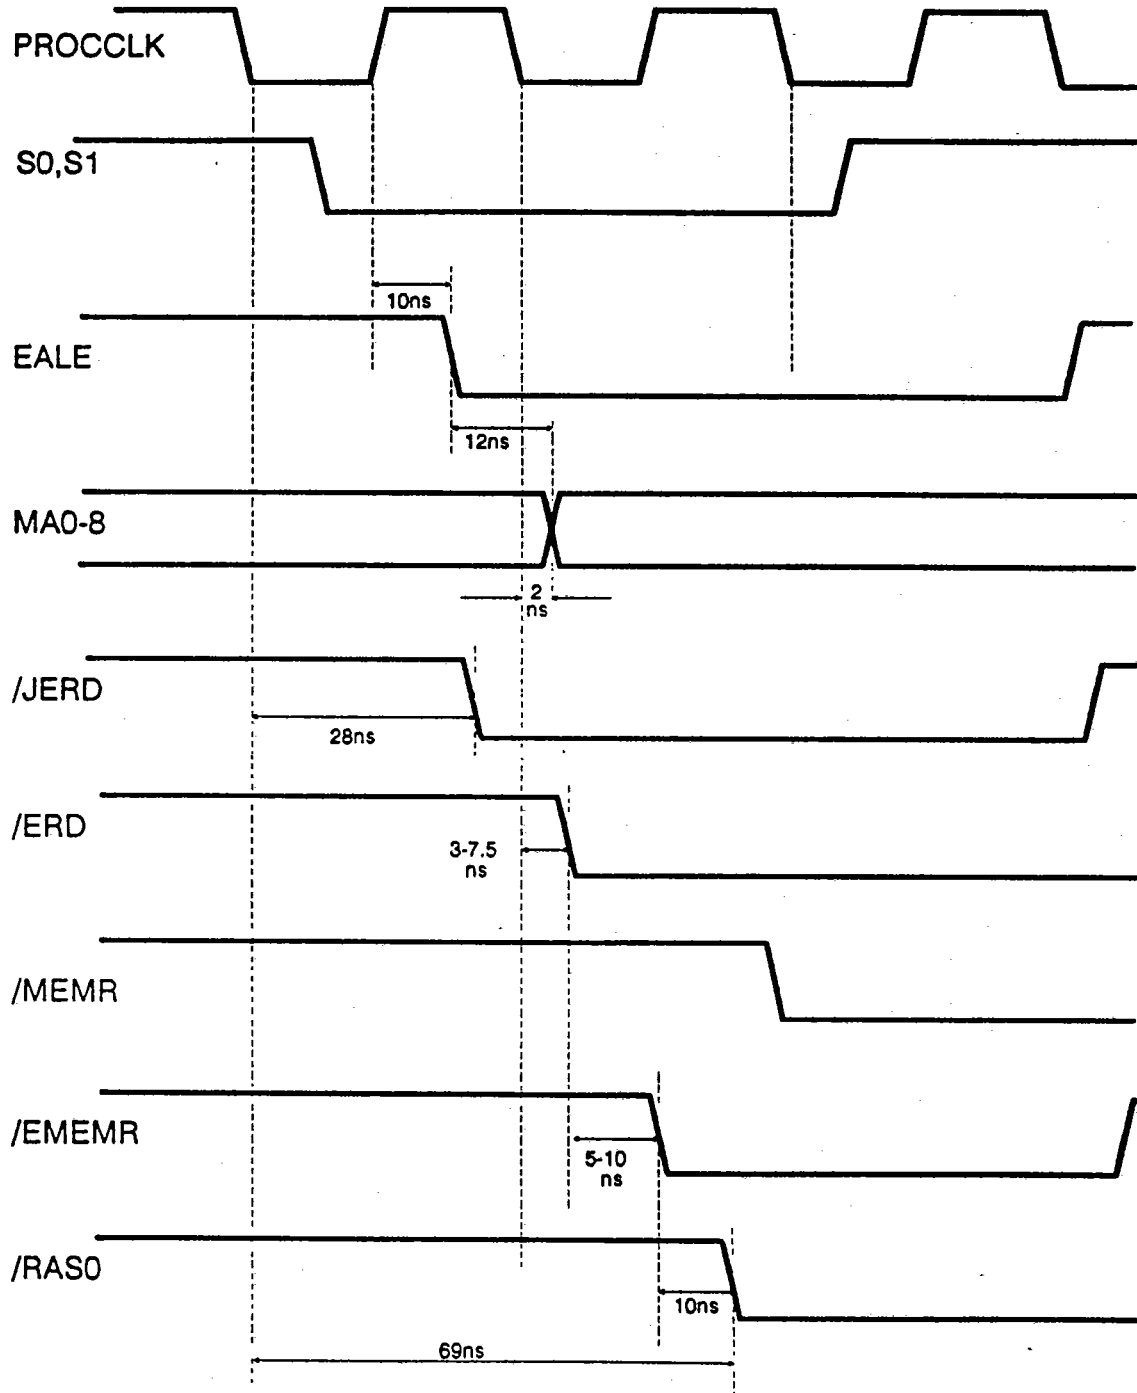 PROCCLK
S0,S1
10ns
EALE
12ns
MA0-8
2
ns
/JERD
28ns
/ERD
3-7.5
ns
/MEMR
/EMEMR
5-10
ns
/RAS0
10ns
69ns